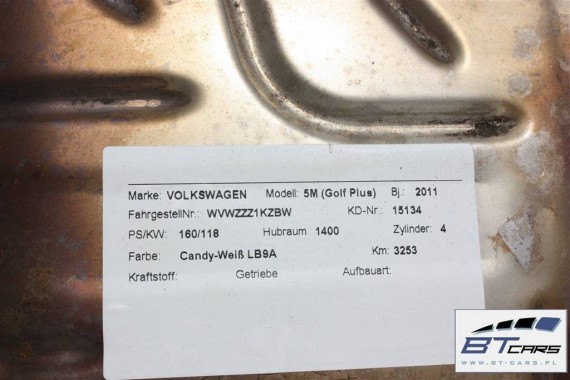 Marke: VOLKSWAGEN Modell: 5M (Golf Plus) Bj.: 2011
FahrgestellNr.: WVWZZZ1KZBW KD-Nr.: 15134
PS/KW: 160/118 Hubraum 1400 Zylinder: 4
Farbe: Candy-Weiß LB9A Km: 3253
Kraftstoff: Getriebe Aufbauart:
BT CARS
WWW.BT-CARS.PL